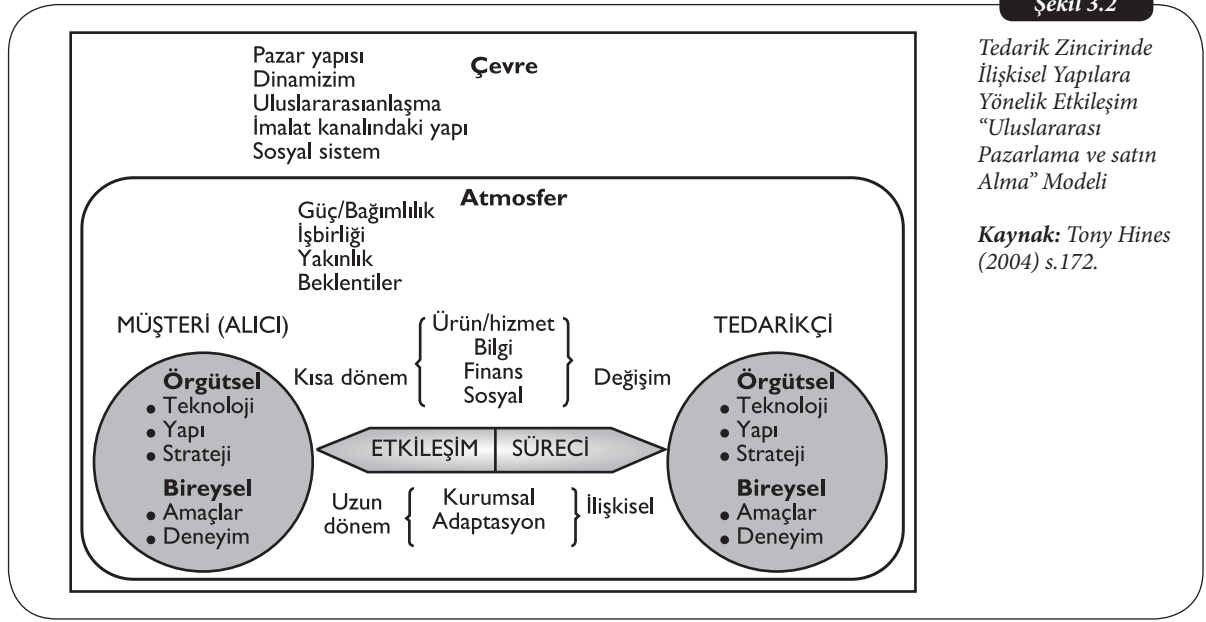 Şekil 3.2
Tedarik Zincirinde
İlişkisel Yapılara
Yönelik Etkileşim
“Uluslararası
Pazarlama ve satın
Alma” Modeli
Kaynak: Tony Hines
(2004) s.172.
Çevre
Pazar yapısı
Dinamizim
Uluslararasıanlaşma
İmalat kanalındaki yapı
Sosyal sistem
Atmosfer
Güç/Bağımlılık
İşbirliği
Yakınlık
Beklentiler
MÜŞTERİ (ALICI)
Örgütsel
• Teknoloji
• Yapı
• Strateji
Bireysel
• Amaçlar
• Deneyim
Kısa dönem
Ürün/hizmet
Bilgi
Finans
Sosyal
Değişim
ETKİLEŞİM SÜRECİ
Uzun
dönem
Kurumsal
Adaptasyon
İlişkisel
TEDARİKÇİ
Örgütsel
• Teknoloji
• Yapı
• Strateji
Bireysel
• Amaçlar
• Deneyim